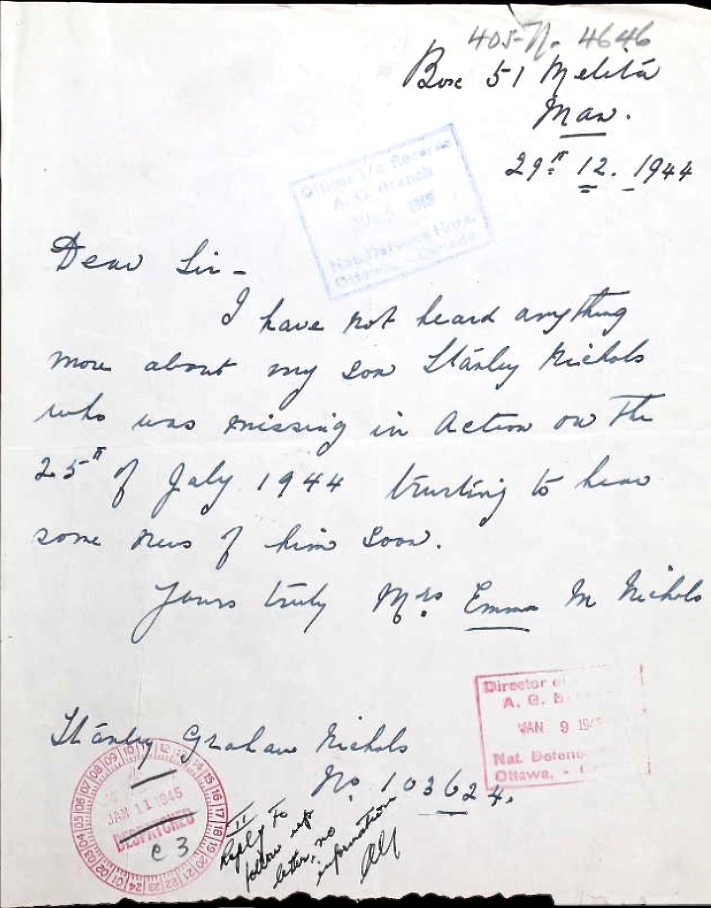 405-N. 4646
Box 51 Melita
Man.
29th 12. 1944
Officer i/c Records
A. G. Branch
1945
Nat. Defence Hqrs.
Ottawa, Canada.
Dear Sir -
I have not heard anything
more about my son Stanley Nichols
who was missing in Action on the
25th of July 1944 trusting to hear
some news of him soon.
Yours truly Mrs Emma M Nichols
Director of
A. G. B
JAN 9 194
Nat. Defenc
Ottawa. - C
Stanley Graham Nichols
No. 103624.
JAN 11 1945
DESPATCHED
C 3
II
Reply to
follow up
letter, no
information